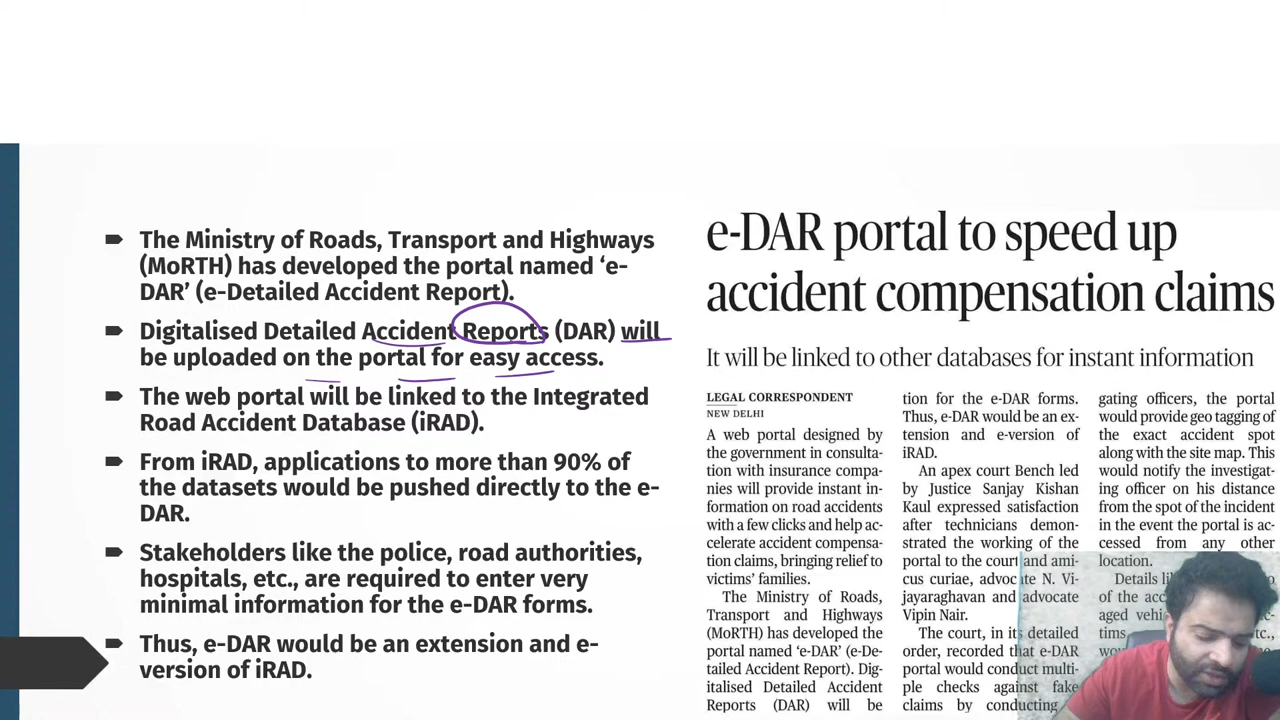 The Ministry of Roads, Transport and Highways
(MoRTH) has developed the portal named ‘e-
DAR’ (e-Detailed Accident Report).
Digitalised Detailed Accident Reports (DAR) will
be uploaded on the portal for easy access.
The web portal will be linked to the Integrated
Road Accident Database (iRAD).
From iRAD, applications to more than 90% of
the datasets would be pushed directly to the e-
DAR.
Stakeholders like the police, road authorities,
hospitals, etc., are required to enter very
minimal information for the e-DAR forms.
Thus, e-DAR would be an extension and e-
version of iRAD.
e-DAR portal to speed up
accident compensation claims
It will be linked to other databases for instant information
LEGAL CORRESPONDENT
NEW DELHI
A web portal designed by
the government in consulta-
tion with insurance compa-
nies will provide instant in-
formation on road accidents
with a few clicks and help ac-
celerate accident compensa-
tion claims, bringing relief to
victims’ families.
The Ministry of Roads,
Transport and Highways
(MoRTH) has developed the
portal named ‘e-DAR’ (e-De-
tailed Accident Report). Dig-
italised Detailed Accident
Reports (DAR) will be
tion for the e-DAR forms.
Thus, e-DAR would be an ex-
tension and e-version of
iRAD.
An apex court Bench led
by Justice Sanjay Kishan
Kaul expressed satisfaction
after technicians demon-
strated the working of the
portal to the court and ami-
cus curiae, advocate N. Vi-
jayaraghavan and advocate
Vipin Nair.
The court, in its detailed
order, recorded that e-DAR
portal would conduct multi-
ple checks against fake
claims by conducting
gating officers, the portal
would provide geo tagging of
the exact accident spot
along with the site map. This
would notify the investigat-
ing officer on his distance
from the spot of the incident
in the event the portal is ac-
cessed from any other
location.
Details
of the
aged
tims etc.,